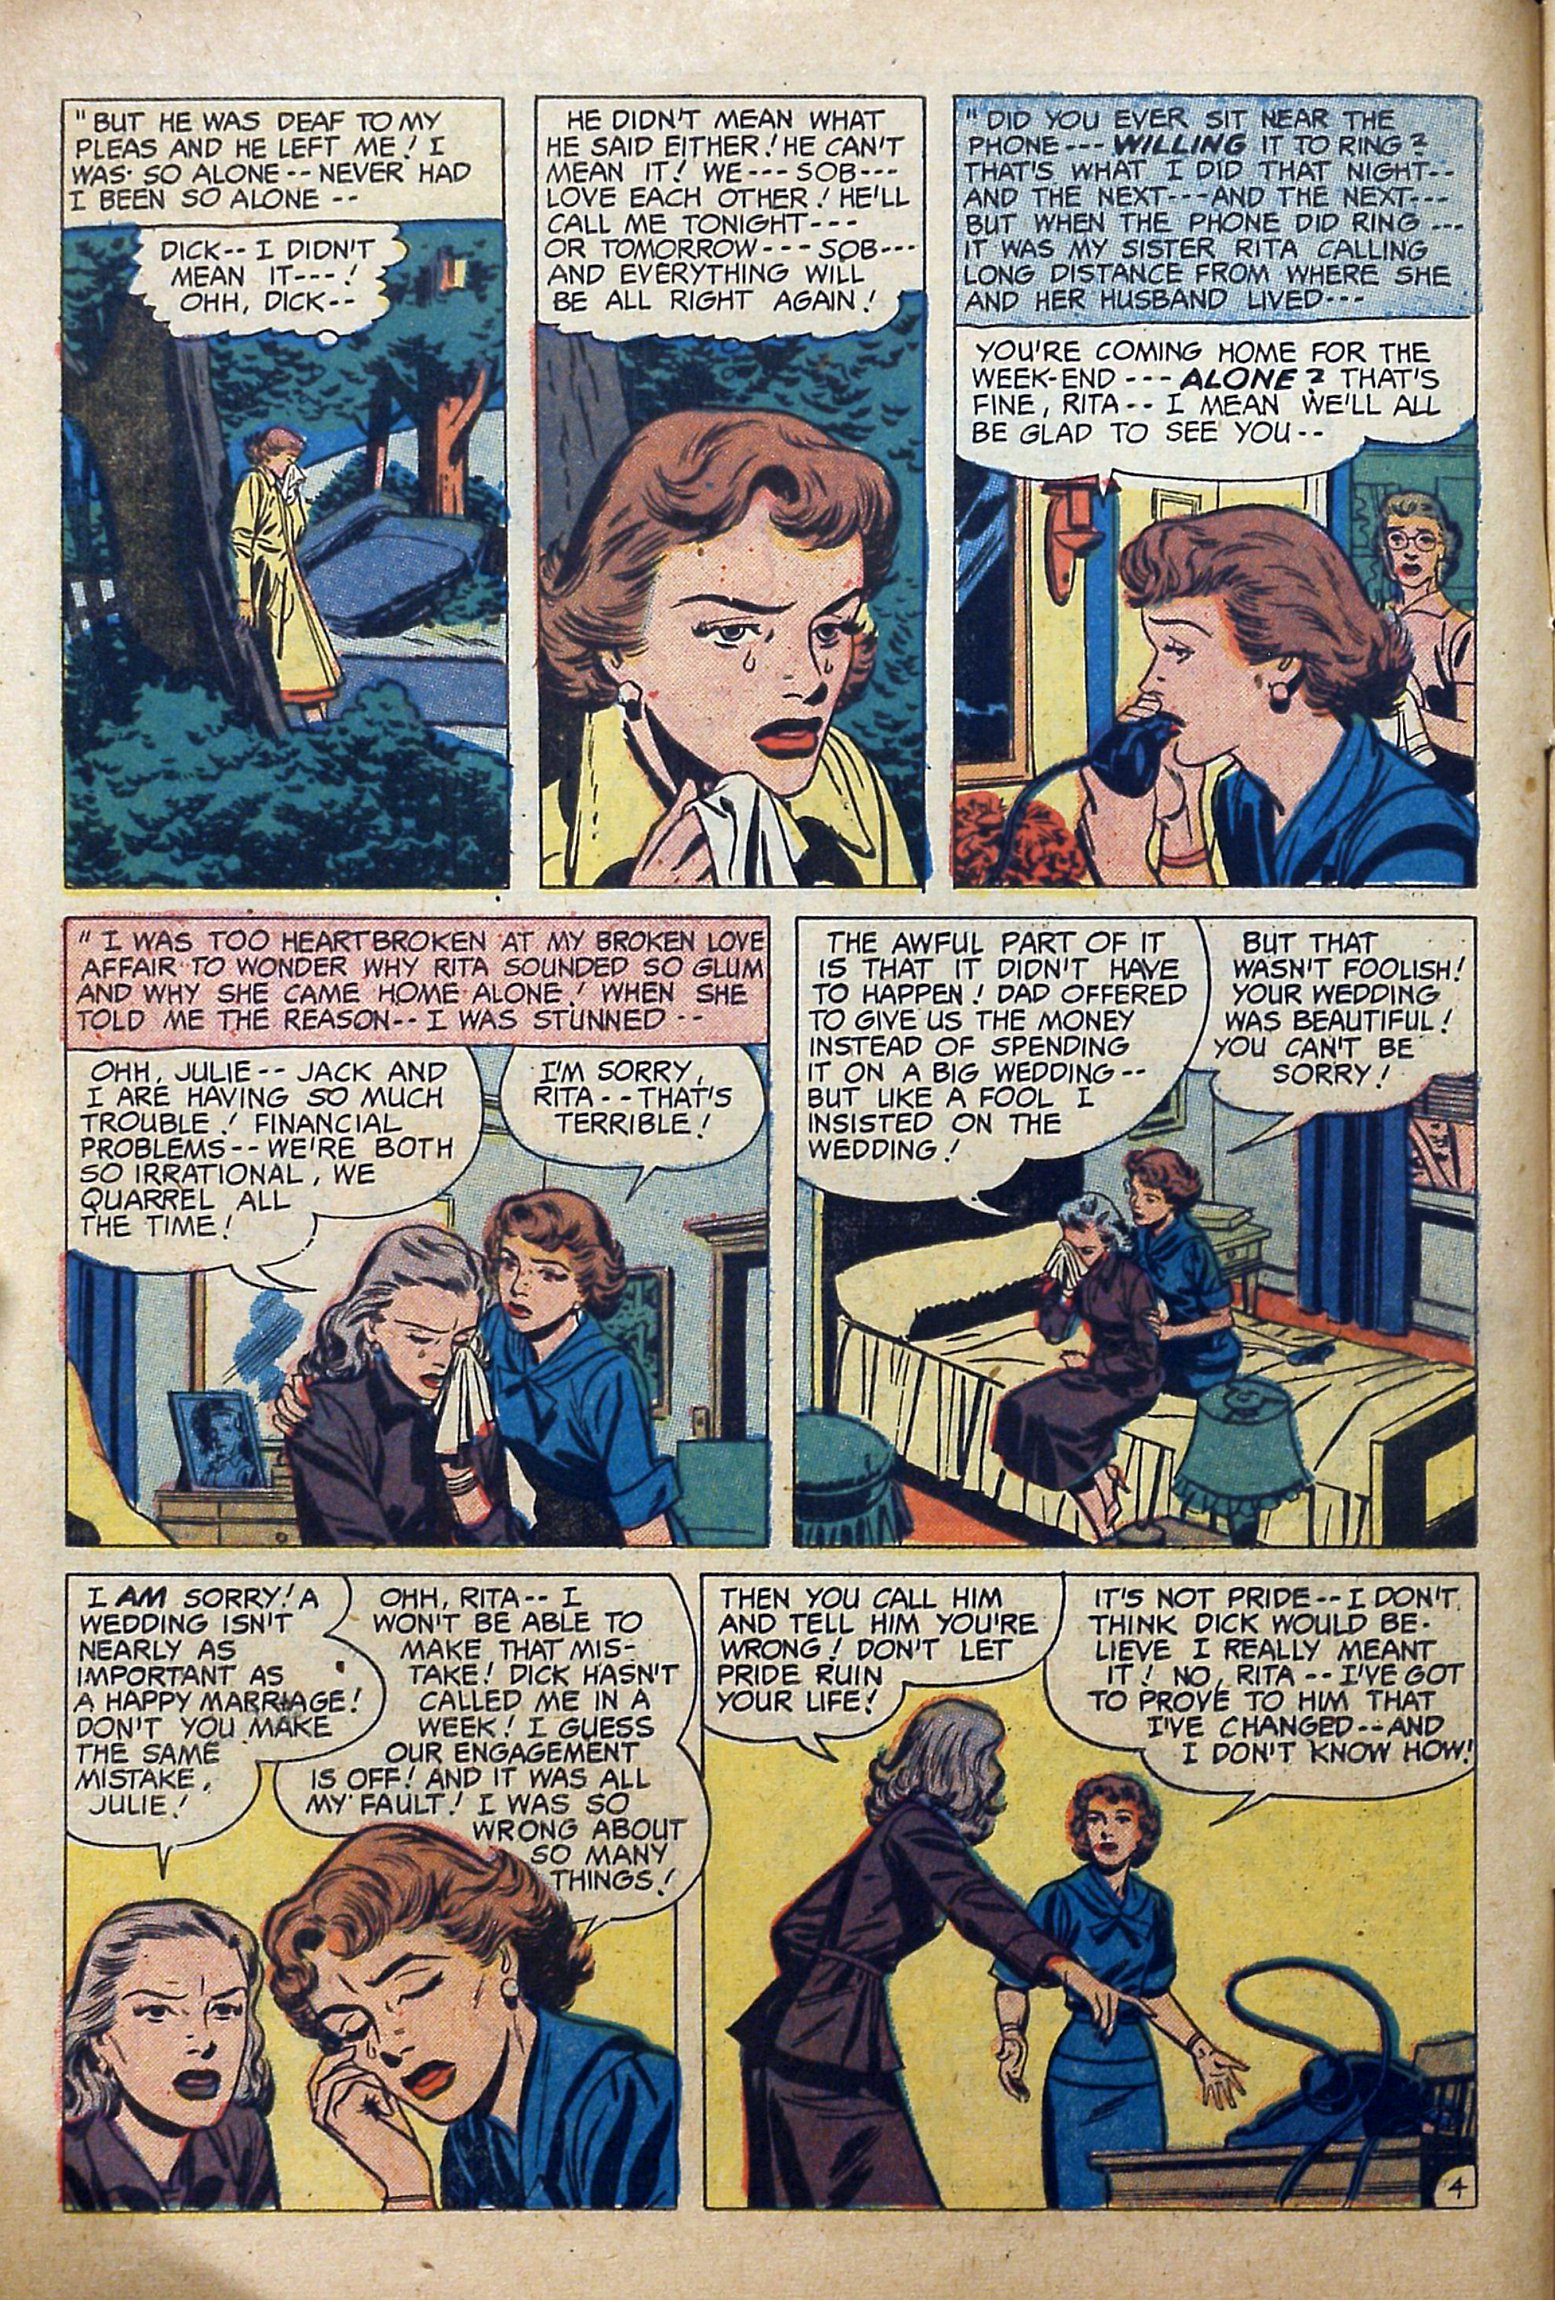 "BUT HE WAS DEAF TO MY
PLEAS AND HE LEFT ME! I
WAS SO ALONE -- NEVER HAD
I BEEN SO ALONE --
DICK -- I DIDN'T
MEAN IT---!
OHH, DICK--
HE DIDN'T MEAN WHAT
HE SAID EITHER! HE CAN'T
MEAN IT! WE --- SOB---
LOVE EACH OTHER! HE'LL
CALL ME TONIGHT---
OR TOMORROW--- SOB---
AND EVERYTHING WILL
BE ALL RIGHT AGAIN!
"DID YOU EVER SIT NEAR THE
PHONE--- WILLING IT TO RING?
THAT'S WHAT I DID THAT NIGHT--
AND THE NEXT---AND THE NEXT---
BUT WHEN THE PHONE DID RING ---
IT WAS MY SISTER RITA CALLING
LONG DISTANCE FROM WHERE SHE
AND HER HUSBAND LIVED---
YOU'RE COMING HOME FOR THE
WEEK-END --- ALONE? THAT'S
FINE, RITA -- I MEAN WE'LL ALL
BE GLAD TO SEE YOU--
"I WAS TOO HEARTBROKEN AT MY BROKEN LOVE
AFFAIR TO WONDER WHY RITA SOUNDED SO GLUM
AND WHY SHE CAME HOME ALONE! WHEN SHE
TOLD ME THE REASON-- I WAS STUNNED --
OHH, JULIE-- JACK AND
I ARE HAVING SO MUCH
TROUBLE! FINANCIAL
PROBLEMS--WE'RE BOTH
SO IRRATIONAL, WE
QUARREL ALL
THE TIME!
I'M SORRY,
RITA--THAT'S
TERRIBLE!
THE AWFUL PART OF IT
IS THAT IT DIDN'T HAVE
TO HAPPEN! DAD OFFERED
TO GIVE US THE MONEY
INSTEAD OF SPENDING
IT ON A BIG WEDDING--
BUT LIKE A FOOL I
INSISTED ON THE
WEDDING!
BUT THAT
WASN'T FOOLISH!
YOUR WEDDING
WAS BEAUTIFUL!
YOU CAN'T BE
SORRY!
I AM SORRY! A
WEDDING ISN'T
NEARLY AS
IMPORTANT AS
A HAPPY MARRIAGE!
DON'T YOU MAKE
THE SAME
MISTAKE,
JULIE!
OHH, RITA-- I
WON'T BE ABLE TO
MAKE THAT MIS-
TAKE! DICK HASN'T
CALLED ME IN A
WEEK! I GUESS
OUR ENGAGEMENT
IS OFF! AND IT WAS ALL
MY FAULT! I WAS SO
WRONG ABOUT
SO MANY
THINGS!
THEN YOU CALL HIM
AND TELL HIM YOU'RE
WRONG! DON'T LET
PRIDE RUIN
YOUR LIFE!
IT'S NOT PRIDE--I DON'T
THINK DICK WOULD BE-
LIEVE I REALLY MEANT
IT! NO, RITA -- I'VE GOT
TO PROVE TO HIM THAT
I'VE CHANGED--AND
I DON'T KNOW HOW!
4